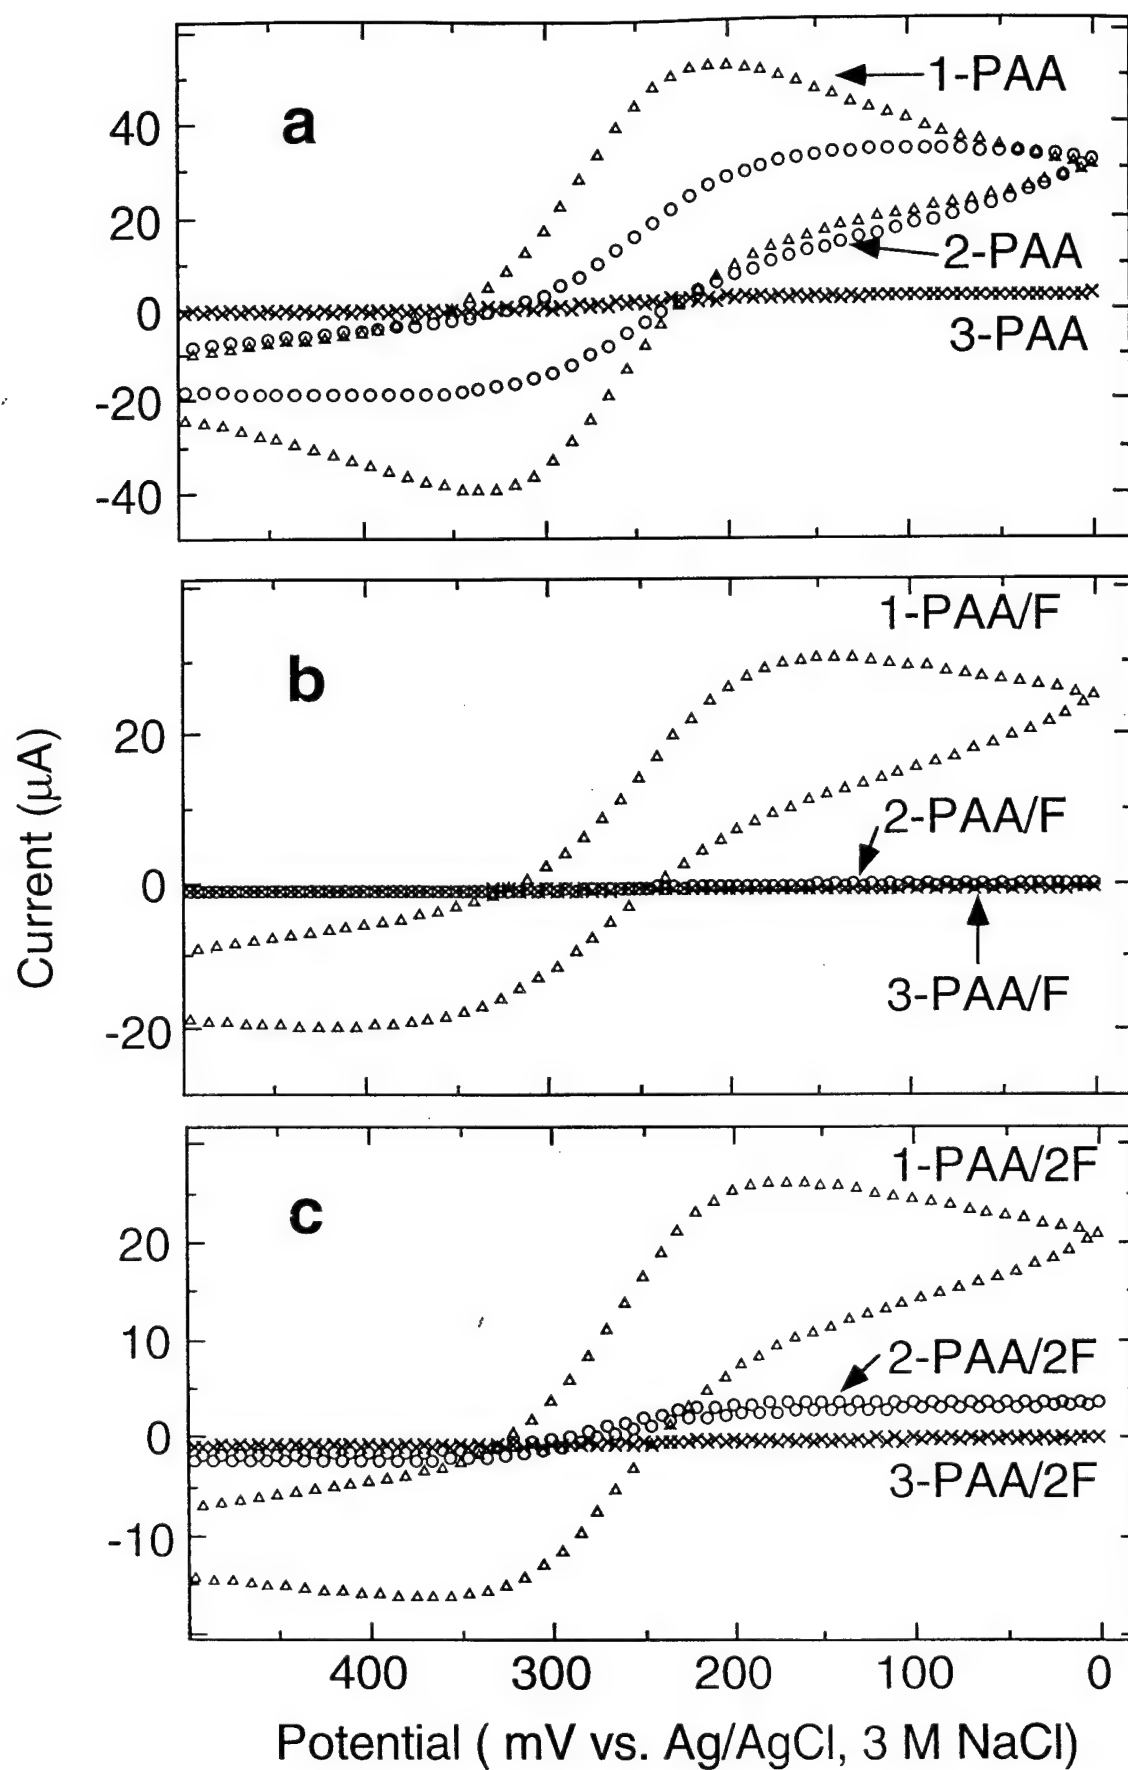 a
1-PAA
40
20
2-PAA
0
3-PAA
-20
-40
b
1-PAA/F
20
2-PAA/F
0
3-PAA/F
-20
Current (μA)
c
1-PAA/2F
20
10
2-PAA/2F
0
3-PAA/2F
-10
400 300 200 100 0
Potential ( mV vs. Ag/AgCl, 3 M NaCl)